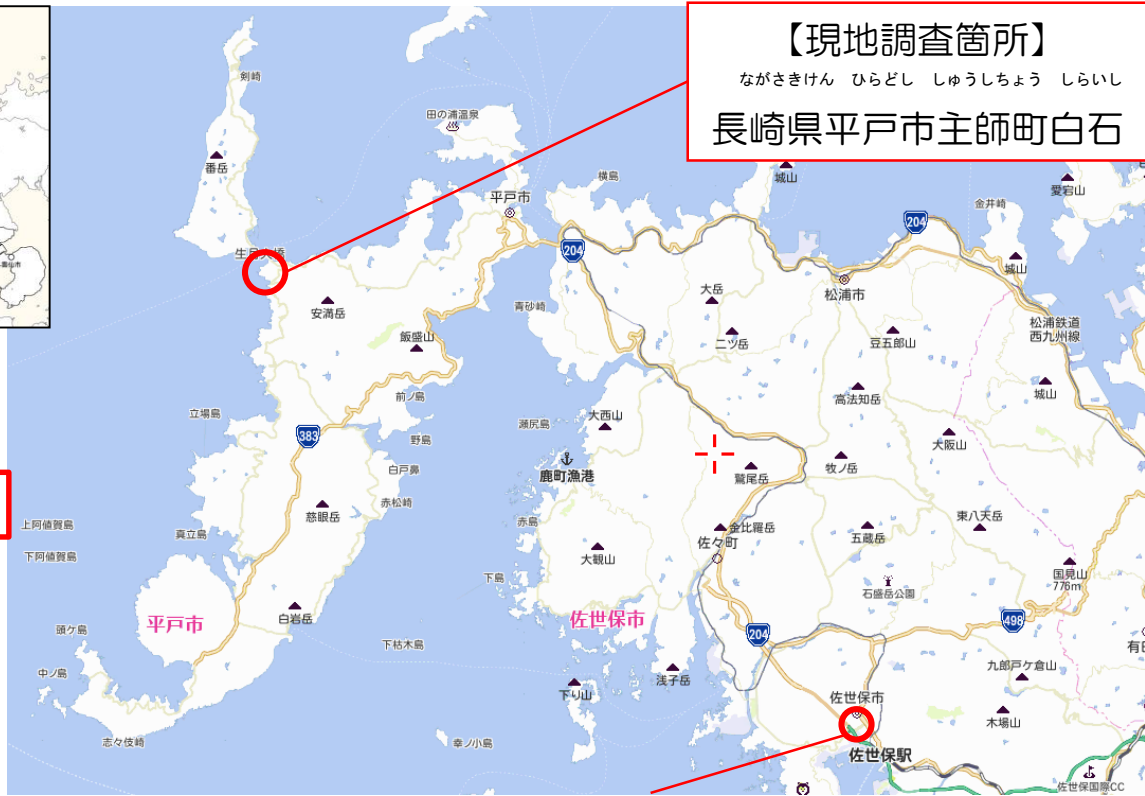 【現地調査箇所】
ながさきけん ひらどし しゅうしちょう しらいし
長崎県平戸市主師町白石
剣崎
田の浦温泉
番岳
横島
城山
愛宕山
平戸市
金井崎
204
生月大橋
204
城山
大岳
松浦市
安満岳
青砂崎
松浦鉄道
西九州線
二ツ岳
豆五郎山
飯盛山
城山
前ノ島
高法知岳
立場島
大西山
瀬尻島
383
野島
大阪山
牧ノ岳
白戸鼻
鹿町漁港
鷲尾岳
赤松崎
慈眼岳
上阿値賀島
赤島
金比羅岳
東八天岳
真立島
五蔵岳
佐々町
下阿値賀島
大観山
国見山
776m
下島
石盛岳公園
白岩岳
平戸市
佐世保市
498
頭ケ島
204
下枯木島
有田
九郎戸ケ倉山
中ノ島
浅子岳
下り山
佐世保市
木場山
志々伎崎
幸ノ小島
佐世保駅
佐世保国際CC